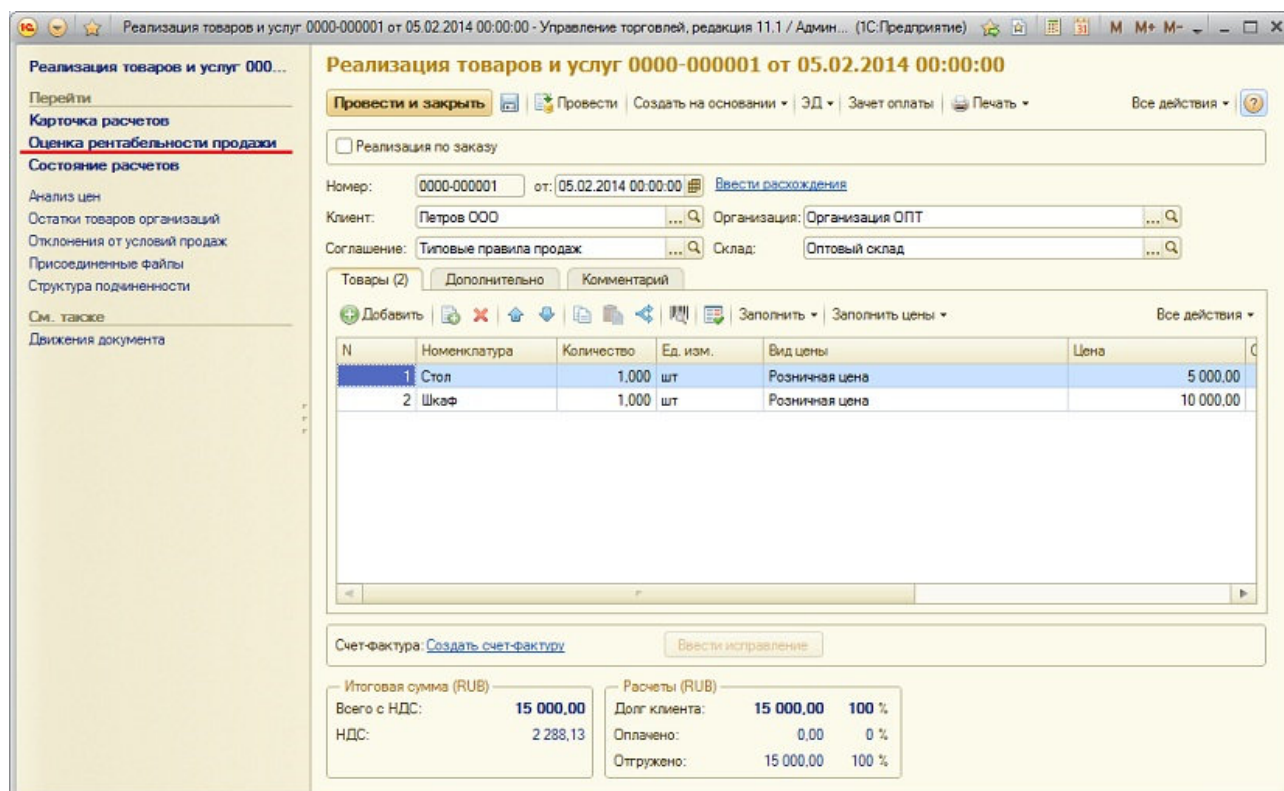 Реализация товаров и услуг 0000-000001 от 05.02.2014 00:00:00 - Управление торговлей, редакция 11.1 / Админ... (1С:Предприятие) M M+ M-
Реализация товаров и услуг 000...
Перейти
Карточка расчетов
Оценка рентабельности продажи
Состояние расчетов
Анализ цен
Остатки товаров организаций
Отклонения от условий продаж
Присоединенные файлы
Структура подчиненности
См. также
Движения документа
Реализация товаров и услуг 0000-000001 от 05.02.2014 00:00:00
Провести и закрыть Провести Создать на основании ЭД Зачет оплаты Печать Все действия ?
Реализация по заказу
Номер: 0000-000001 от: 05.02.2014 00:00:00 Ввести расхождения
Клиент: Петров ООО ... Организация: Организация ОПТ ...
Соглашение: Типовые правила продаж ... Склад: Оптовый склад ...
Товары (2) Дополнительно Комментарий
Добавить Заполнить Заполнить цены Все действия
N Номенклатура Количество Ед. изм. Вид цены Цена С
1 Стол 1,000 шт Розничная цена 5 000,00
2 Шкаф 1,000 шт Розничная цена 10 000,00
Счет-фактура: Создать счет-фактуру Ввести исправление
Итоговая сумма (RUB) Расчеты (RUB)
Всего с НДС: 15 000,00 Долг клиента: 15 000,00 100 %
НДС: 2 288,13 Оплачено: 0,00 0 %
Отгружено: 15 000,00 100 %